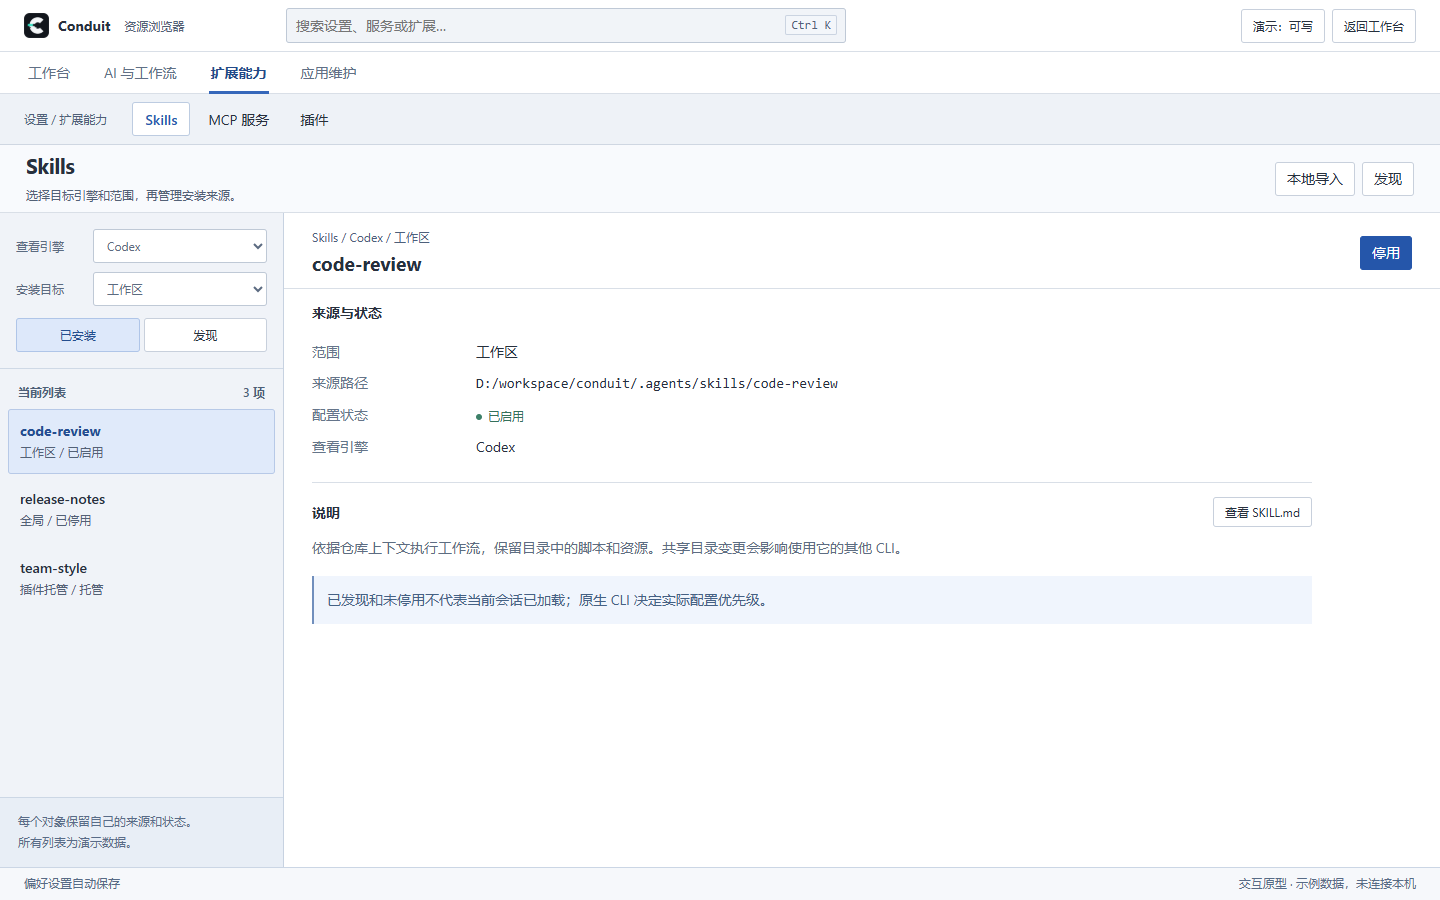 Conduit 资源浏览器
搜索设置、服务或扩展... Ctrl K
演示：可写 返回工作台
工作台 AI 与工作流 扩展能力 应用维护
设置 / 扩展能力 Skills MCP 服务 插件
Skills
选择目标引擎和范围，再管理安装来源。
本地导入 发现
查看引擎 Codex
安装目标 工作区
已安装 发现
当前列表 3 项
code-review
工作区 / 已启用
release-notes
全局 / 已停用
team-style
插件托管 / 托管
每个对象保留自己的来源和状态。
所有列表为演示数据。
Skills / Codex / 工作区
code-review
停用
来源与状态
范围 工作区
来源路径 D:/workspace/conduit/.agents/skills/code-review
配置状态 已启用
查看引擎 Codex
说明 查看 SKILL.md
依据仓库上下文执行工作流，保留目录中的脚本和资源。共享目录变更会影响使用它的其他 CLI。
已发现和未停用不代表当前会话已加载；原生 CLI 决定实际配置优先级。
偏好设置自动保存 交互原型 · 示例数据，未连接本机